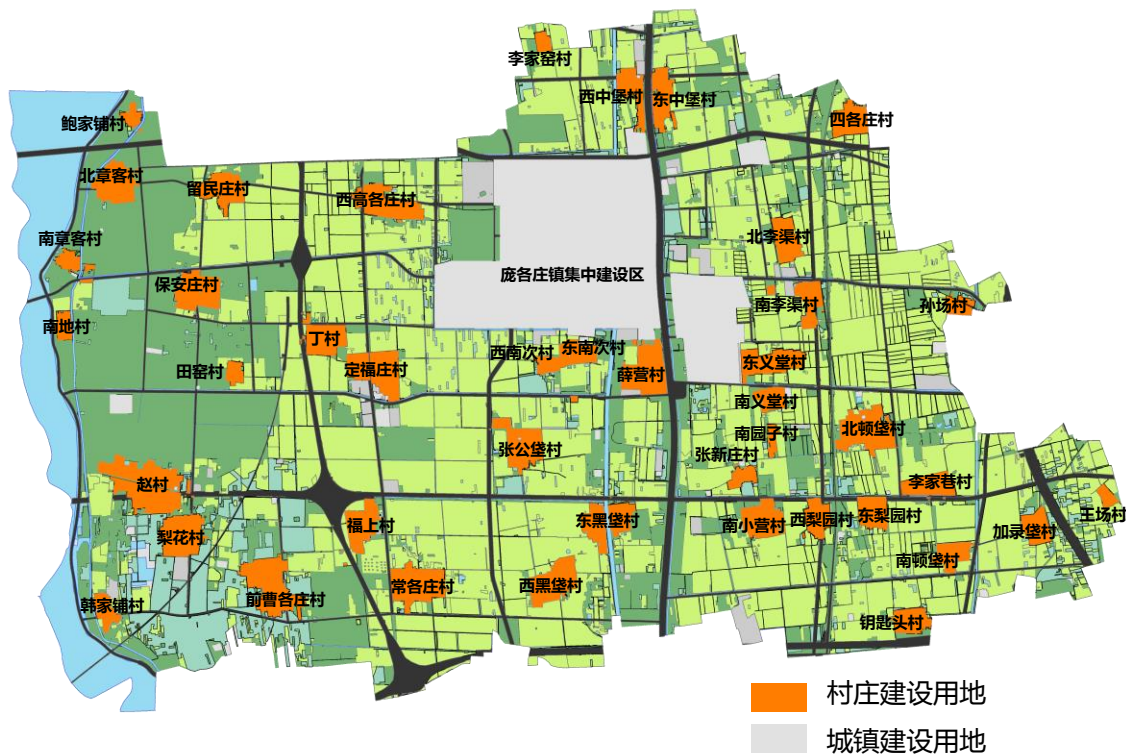 李家窑村
西中堡村
东中堡村
鲍家铺村
四各庄村
北章客村
留民庄村
西高各庄村
南章客村
北李渠村
保安庄村
庞各庄镇集中建设区
南李渠村
孙场村
南地村
丁村
西南次村
东南次村
田窑村
定福庄村
薛营村
东义堂村
南义堂村
北顿垡村
南园子村
张公垡村
张新庄村
赵村
李家巷村
王场村
福上村
东黑垡村
南小营村
西梨园村
东梨园村
加录垡村
梨花村
南顿垡村
韩家铺村
前曹各庄村
常各庄村
西黑垡村
钥匙头村
村庄建设用地
城镇建设用地